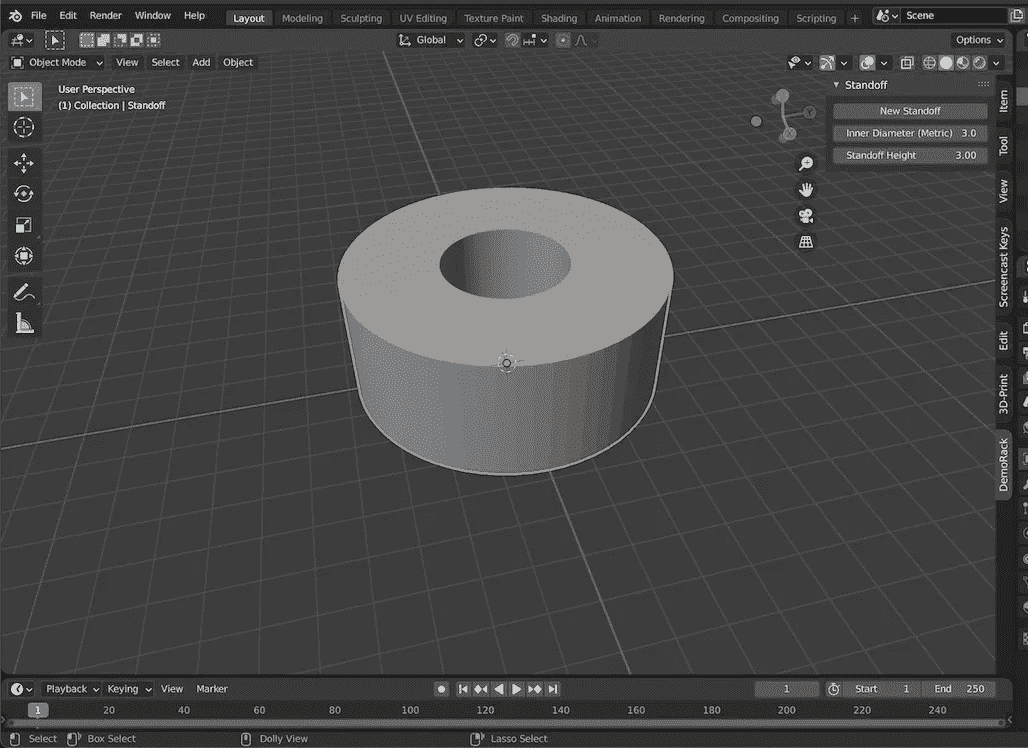 File Edit Render Window Help Layout Modeling Sculpting UV Editing Texture Paint Shading Animation Rendering Compositing Scripting + Scene
Global Options
Object Mode View Select Add Object
User Perspective
(1) Collection | Standoff
Standoff
New Standoff
Inner Diameter (Metric) 3.0
Standoff Height 3.00
Item
Tool
View
Screencast Keys
Edit
3D-Print
DemoRack
Playback Keying View Marker 1 Start 1 End 250
1 20 40 60 80 100 120 140 160 180 200 220 240
Select Box Select Dolly View Lasso Select